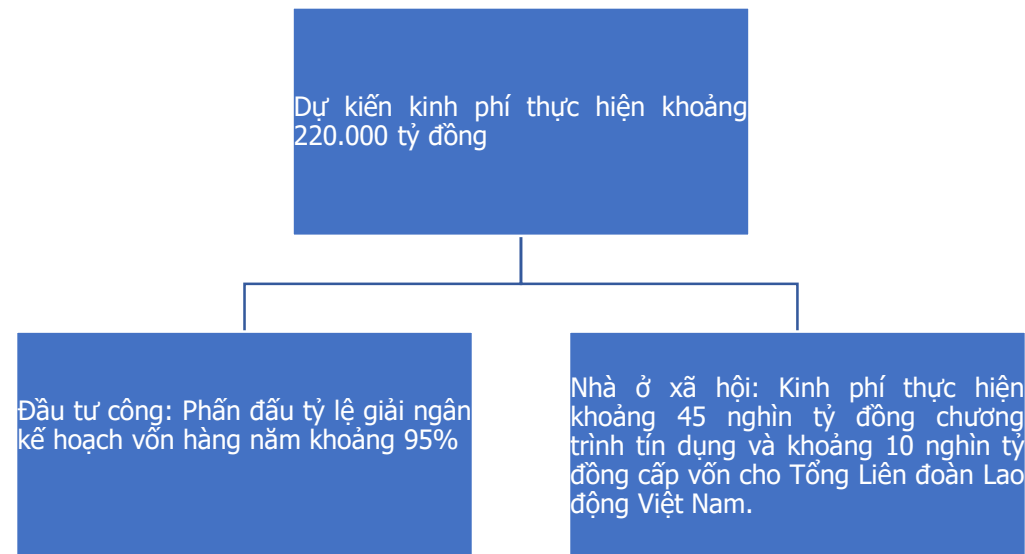 Dự kiến kinh phí thực hiện khoảng
220.000 tỷ đồng
Đầu tư công: Phấn đấu tỷ lệ giải ngân
kế hoạch vốn hàng năm khoảng 95%
Nhà ở xã hội: Kinh phí thực hiện
khoảng 45 nghìn tỷ đồng chương
trình tín dụng và khoảng 10 nghìn tỷ
đồng cấp vốn cho Tổng Liên đoàn Lao
động Việt Nam.